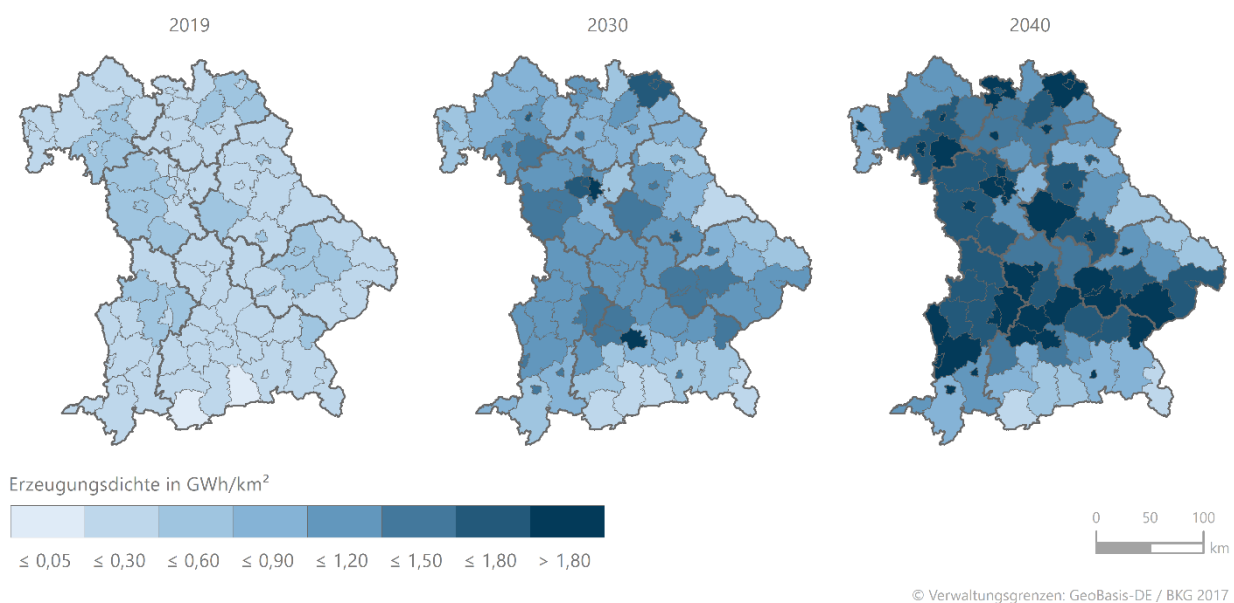 2019 2030 2040
Erzeugungsdichte in GWh/km²
≤ 0,05 ≤ 0,30 ≤ 0,60 ≤ 0,90 ≤ 1,20 ≤ 1,50 ≤ 1,80 > 1,80
0 50 100
km
© Verwaltungsgrenzen: GeoBasis-DE / BKG 2017